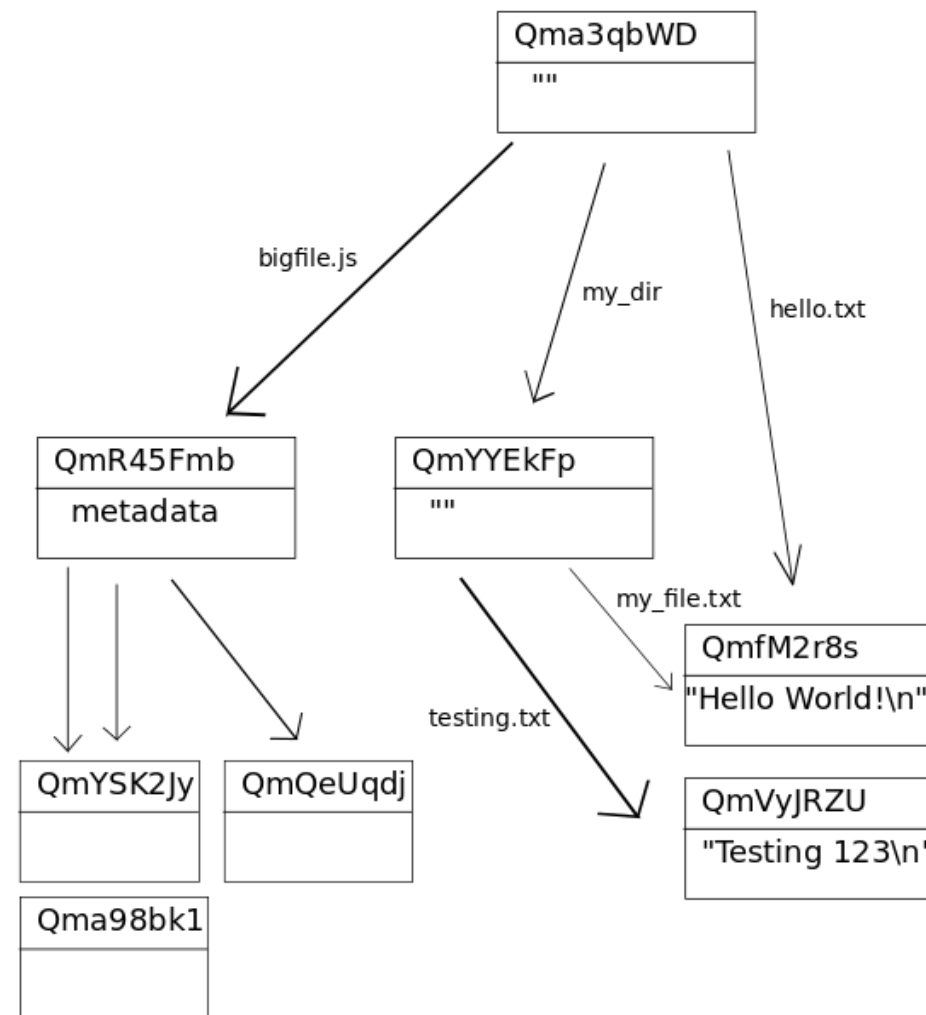 Qma3qbWD
""
bigfile.js
my_dir
hello.txt
QmR45Fmb
metadata
QmYYEkFp
""
my_file.txt
QmfM2r8s
"Hello World!\n"
testing.txt
QmYSK2Jy
QmQeUqdj
QmVyJRZU
"Testing 123\n"
Qma98bk1